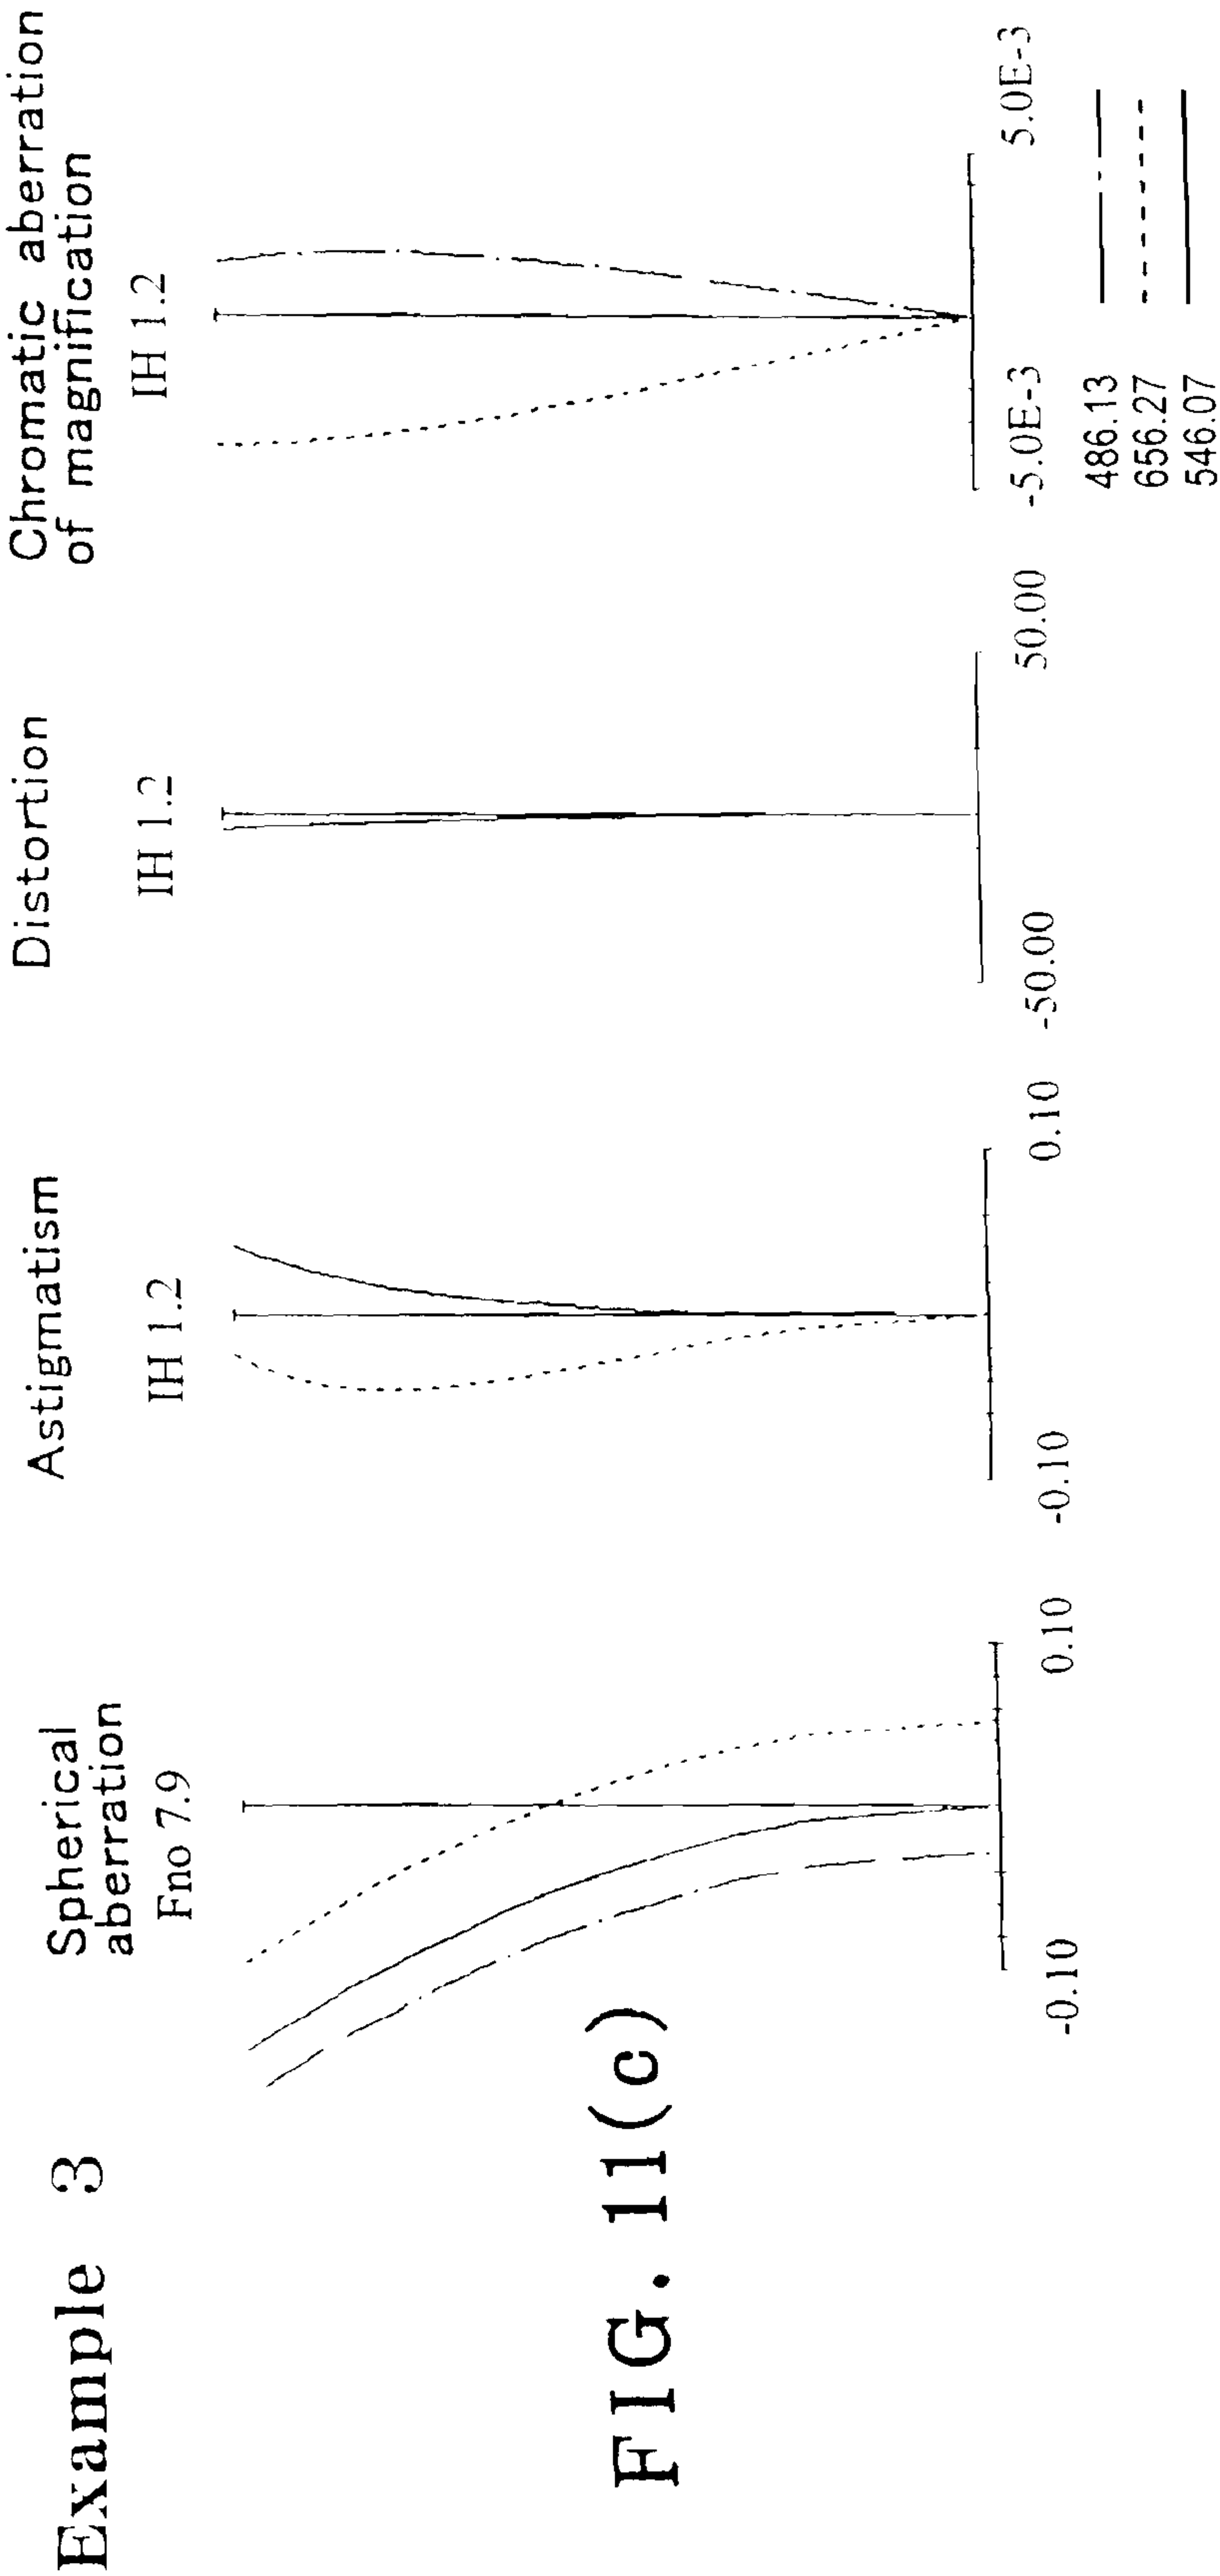 Example 3
FIG. 11(c)
Spherical
aberration
Fno 7.9
-0.10
0.10
Astigmatism
IH 1.2
-0.10
0.10
Distortion
IH 1.2
-50.00
50.00
Chromatic aberration
of magnification
IH 1.2
-5.0E-3
5.0E-3
486.13
656.27
546.07